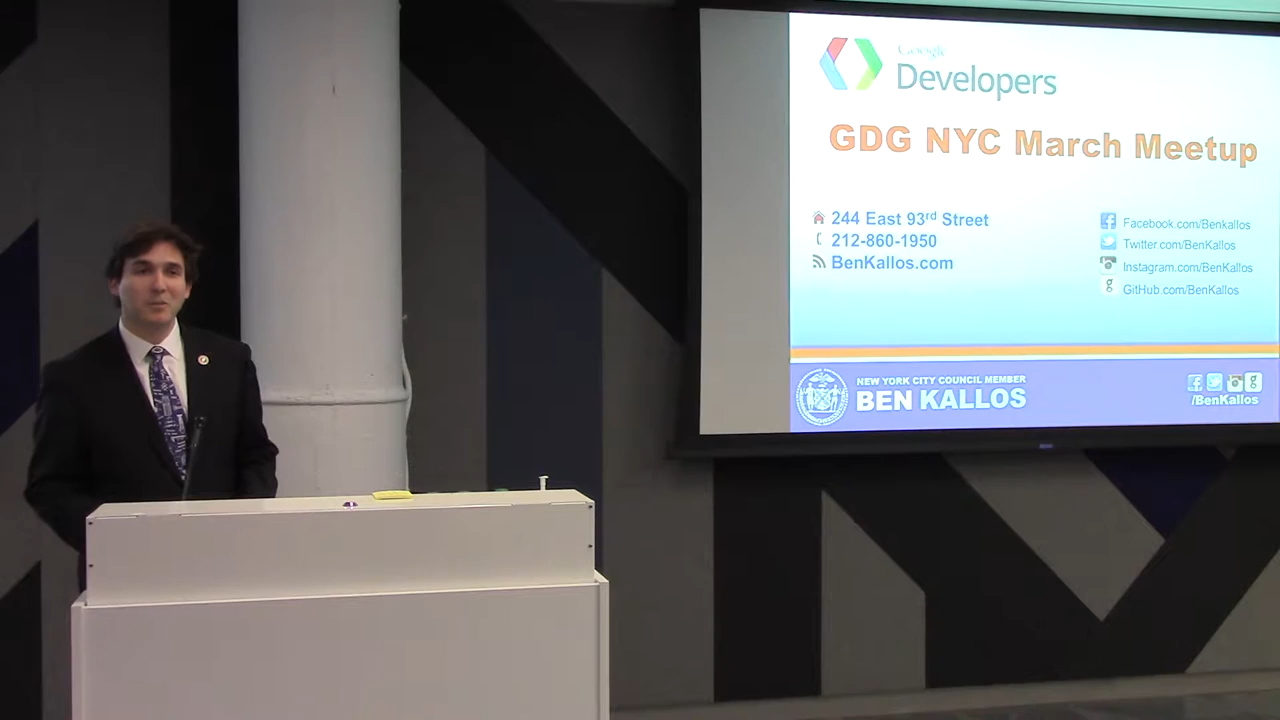 Google
Developers
GDG NYC March Meetup
244 East 93rd Street
212-860-1950
BenKallos.com
Facebook.com/Benkallos
Twitter.com/BenKallos
Instagram.com/BenKallos
GitHub.com/BenKallos
NEW YORK CITY COUNCIL MEMBER
BEN KALLOS
/BenKallos